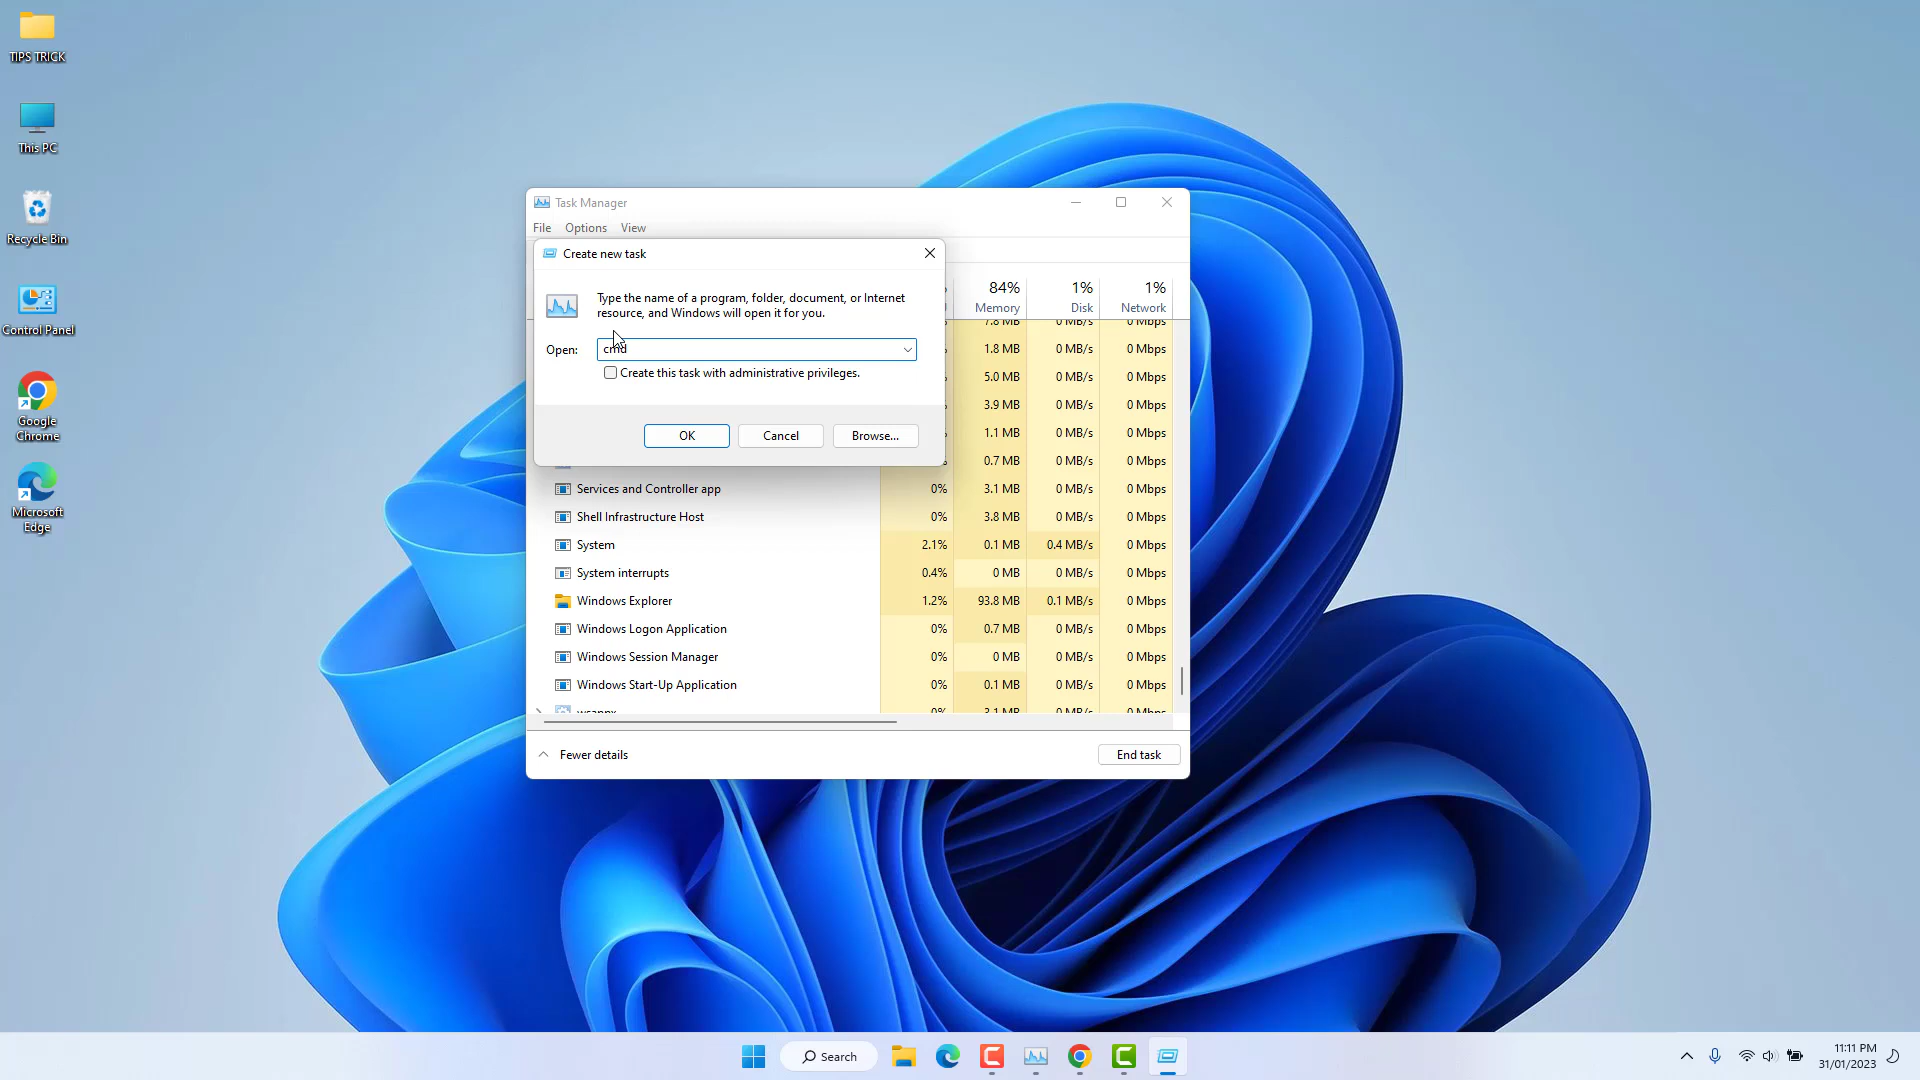 TIPS TRICK
This PC
Recycle Bin
Control Panel
Google
Chrome
Microsoft
Edge
Task Manager
File Options View
Create new task
Type the name of a program, folder, document, or Internet
resource, and Windows will open it for you.
Open: cmd
Create this task with administrative privileges.
OK Cancel Browse...
84% 1% 1%
Memory Disk Network
7.8 MB 0 MB/s 0 Mbps
1.8 MB 0 MB/s 0 Mbps
5.0 MB 0 MB/s 0 Mbps
3.9 MB 0 MB/s 0 Mbps
1.1 MB 0 MB/s 0 Mbps
0.7 MB 0 MB/s 0 Mbps
Services and Controller app 0% 3.1 MB 0 MB/s 0 Mbps
Shell Infrastructure Host 0% 3.8 MB 0 MB/s 0 Mbps
System 2.1% 0.1 MB 0.4 MB/s 0 Mbps
System interrupts 0.4% 0 MB 0 MB/s 0 Mbps
Windows Explorer 1.2% 93.8 MB 0.1 MB/s 0 Mbps
Windows Logon Application 0% 0.7 MB 0 MB/s 0 Mbps
Windows Session Manager 0% 0 MB 0 MB/s 0 Mbps
Windows Start-Up Application 0% 0.1 MB 0 MB/s 0 Mbps
wsappx 0% 3.1 MB 0 MB/s 0 Mbps
Fewer details End task
Search
11:11 PM
31/01/2023